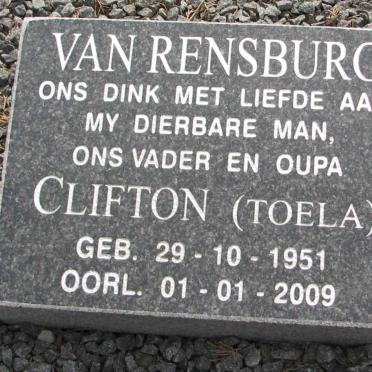 VAN RENSBURG
ONS DINK MET LIEFDE AA
MY DIERBARE MAN,
ONS VADER EN OUPA
CLIFTON (TOELA)
GEB. 29 - 10 - 1951
OORL. 01 - 01 - 2009